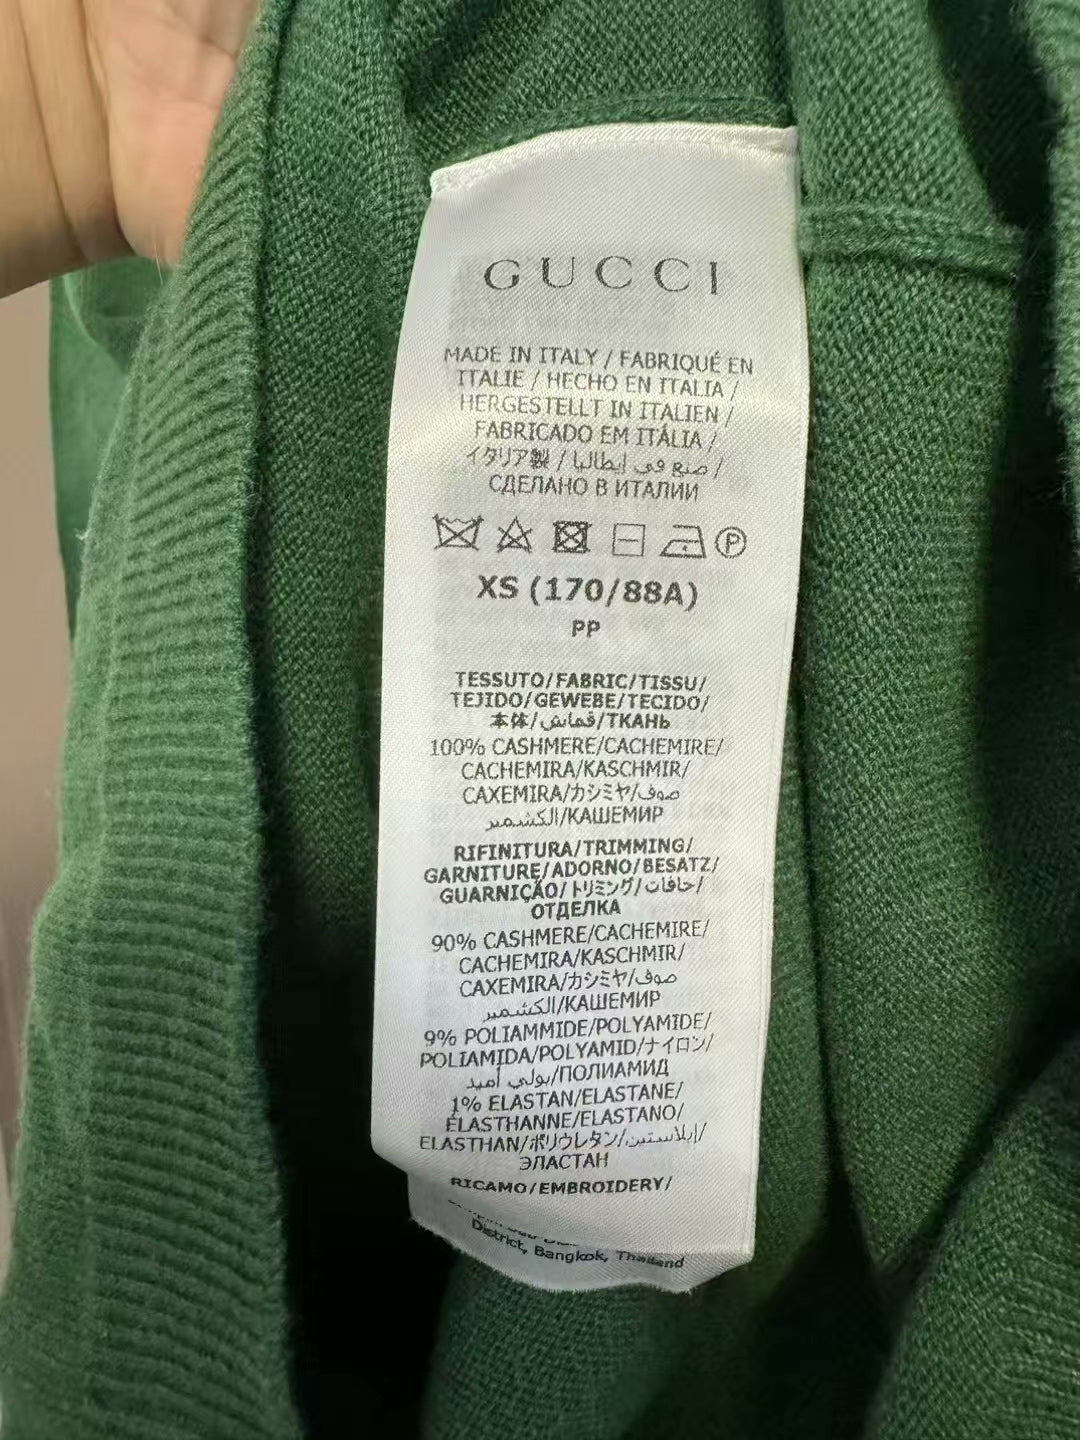 GUCCI
MADE IN ITALY / FABRIQUÉ EN
ITALIE / HECHO EN ITALIA /
HERGESTELLT IN ITALIEN /
FABRICADO EM ITÁLIA /
イタリア製 / صنع في إيطاليا /
СДЕЛАНО В ИТАЛИИ
P
XS (170/88A)
PP
TESSUTO/FABRIC/TISSU/
TEJIDO/GEWEBE/TECIDO/
本体/قماش/ТКАНЬ
100% CASHMERE/CACHEMIRE/
CACHEMIRA/KASCHMIR/
CAXEMIRA/カシミヤ/صوف
الكشمير/КАШЕМИР
RIFINITURA/TRIMMING/
GARNITURE/ADORNO/BESATZ/
GUARNIÇÃO/トリミング/حافات/
ОТДЕЛКА
90% CASHMERE/CACHEMIRE/
CACHEMIRA/KASCHMIR/
CAXEMIRA/カシミヤ/صوف
الكشمير/КАШЕМИР
9% POLIAMMIDE/POLYAMIDE/
POLIAMIDA/POLYAMID/ナイロン/
بولي أميد/ПОЛИАМИД
1% ELASTAN/ELASTANE/
ÉLASTHANNE/ELASTANO/
ELASTHAN/ポリウレタン/إيلاستين/
ЭЛАСТАН
RICAMO/EMBROIDERY/
District, Bangkok, Thailand